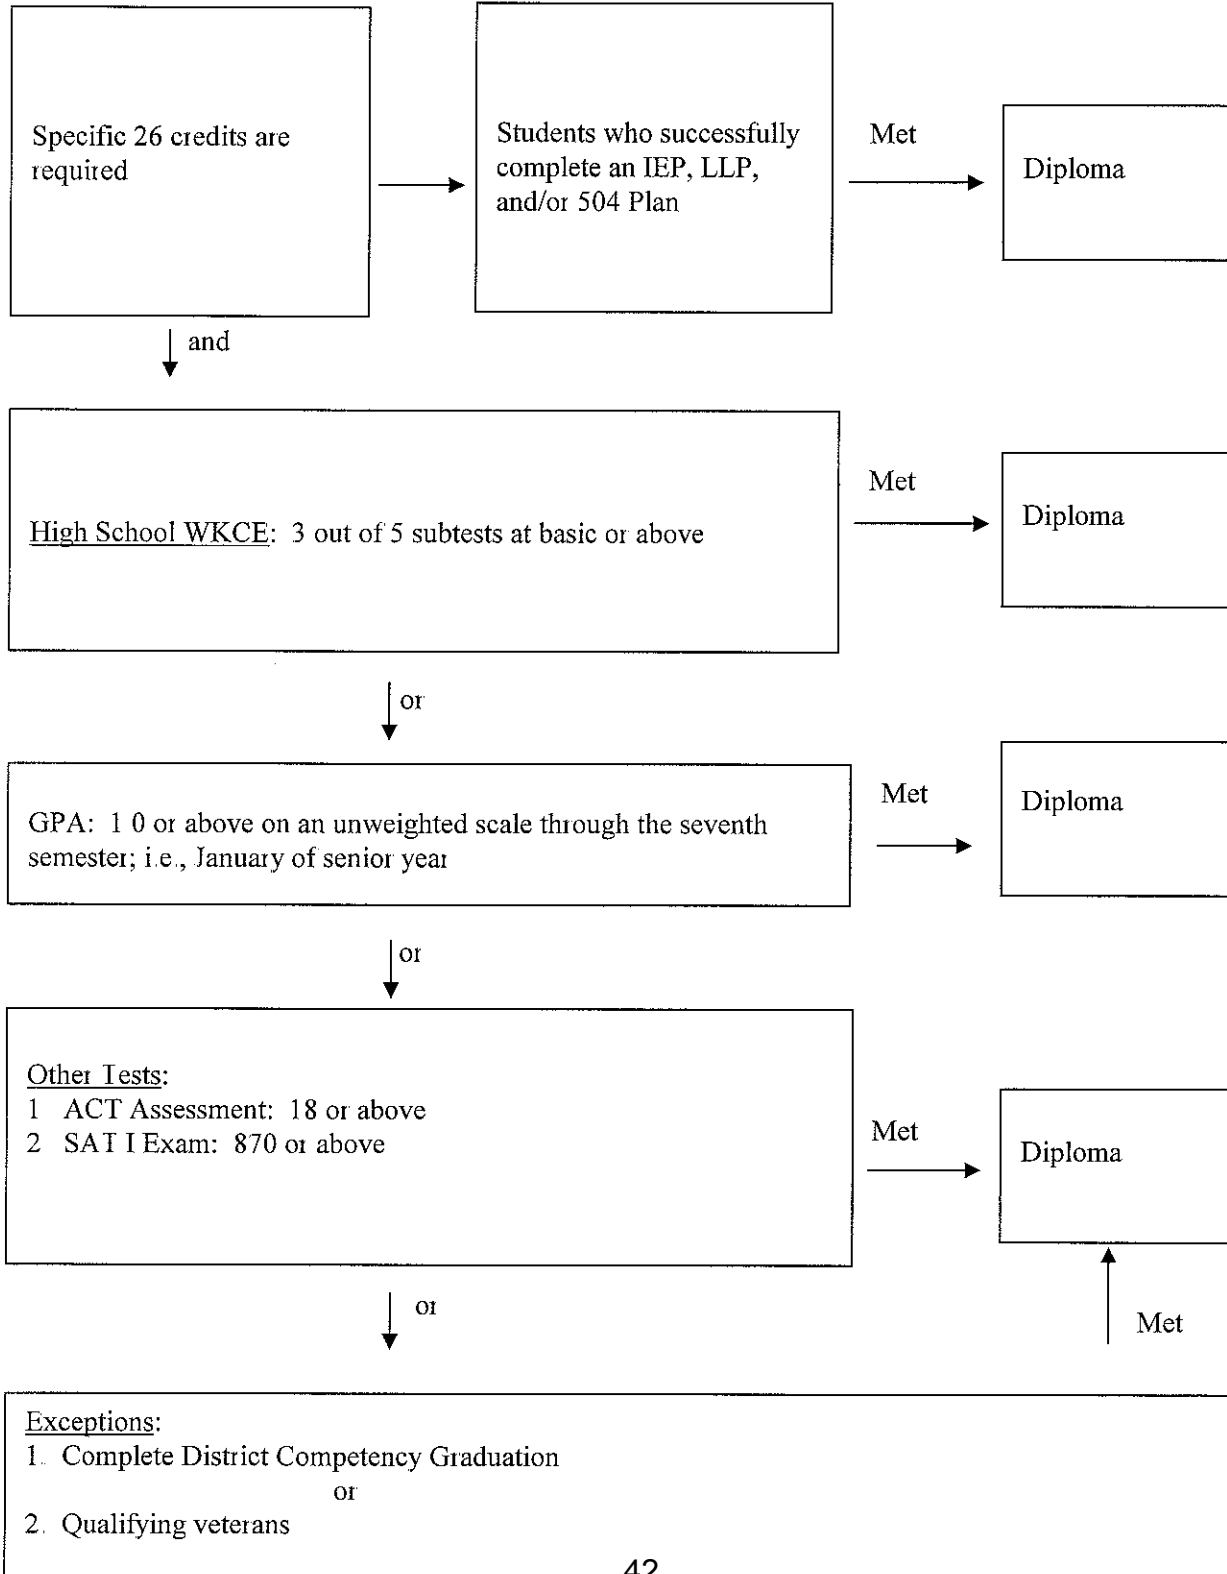 Specific 26 credits are
required
Students who successfully
complete an IEP, LLP,
and/or 504 Plan
Met
Diploma
and
High School WKCE: 3 out of 5 subtests at basic or above
Met
Diploma
or
GPA: 1 0 or above on an unweighted scale through the seventh
semester; i.e., January of senior year
Met
Diploma
or
Other Tests:
1 ACT Assessment: 18 or above
2 SAT I Exam: 870 or above
Met
Diploma
or
Met
Exceptions:
1. Complete District Competency Graduation
or
2. Qualifying veterans
42